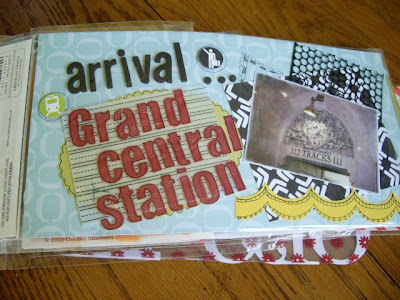 arrival ...
Grand
central
station
112 TRACKS 111